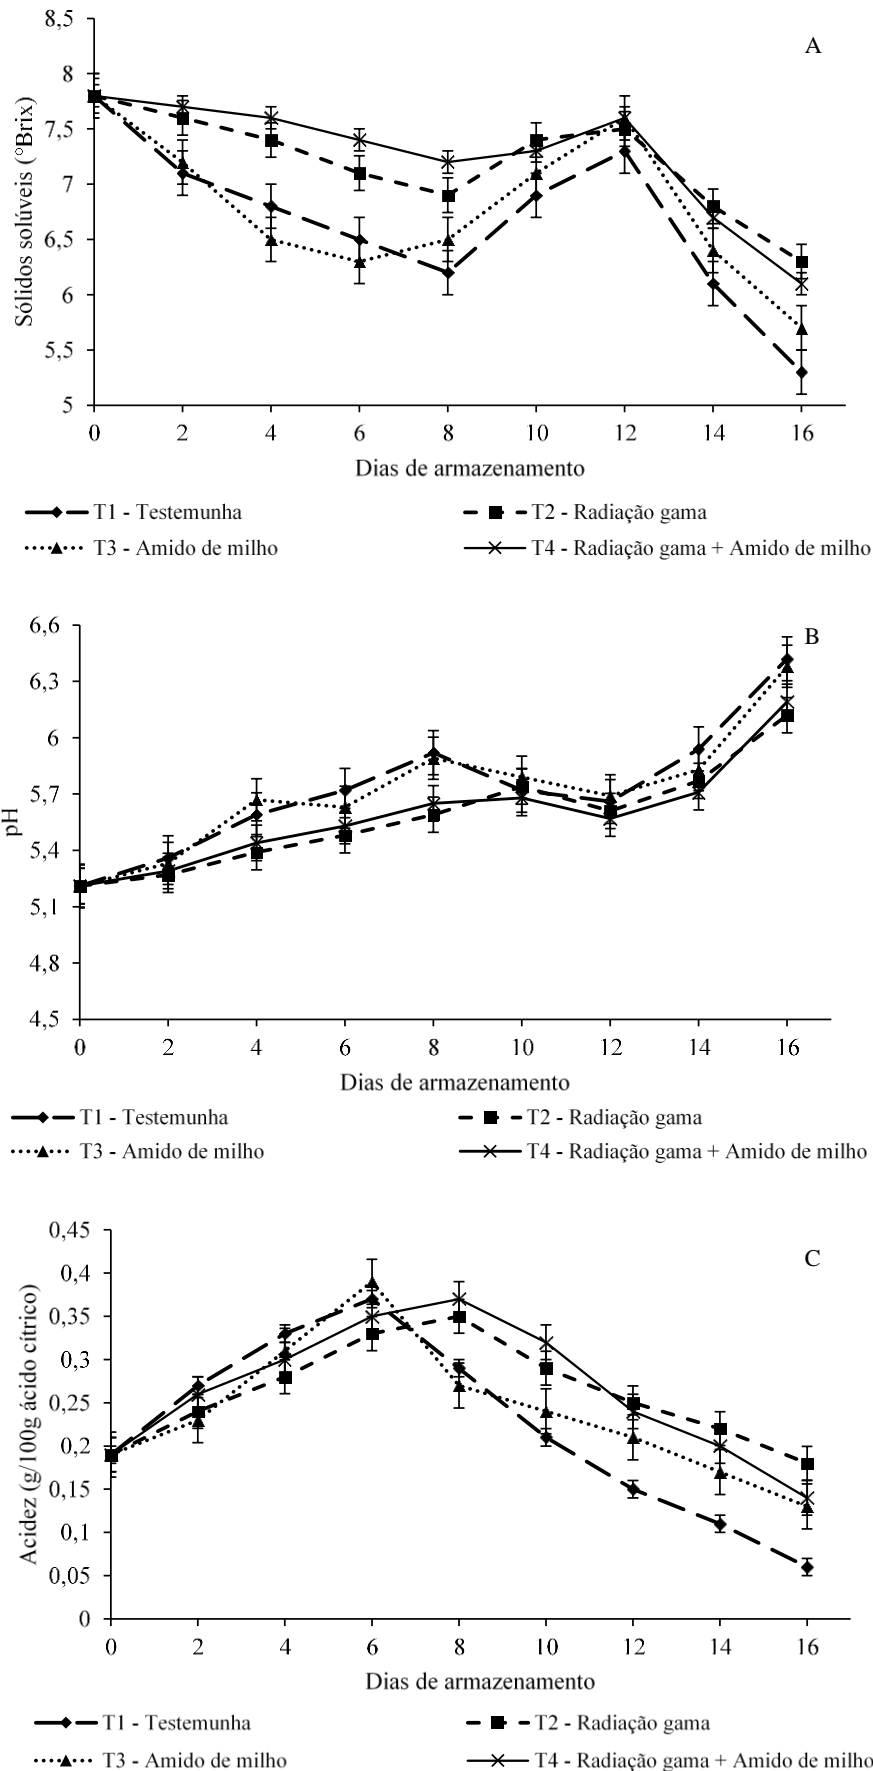 A
8,5
8
7,5
7
6,5
6
5,5
5
Sólidos solúveis (°Brix)
0 2 4 6 8 10 12 14 16
Dias de armazenamento
T1 - Testemunha T2 - Radiação gama
T3 - Amido de milho T4 - Radiação gama + Amido de milho
B
6,6
6,3
6
5,7
5,4
5,1
4,8
4,5
pH
0 2 4 6 8 10 12 14 16
Dias de armazenamento
T1 - Testemunha T2 - Radiação gama
T3 - Amido de milho T4 - Radiação gama + Amido de milho
C
0,45
0,4
0,35
0,3
0,25
0,2
0,15
0,1
0,05
0
Acidez (g/100g ácido cítrico)
0 2 4 6 8 10 12 14 16
Dias de armazenamento
T1 - Testemunha T2 - Radiação gama
T3 - Amido de milho T4 - Radiação gama + Amido de milho